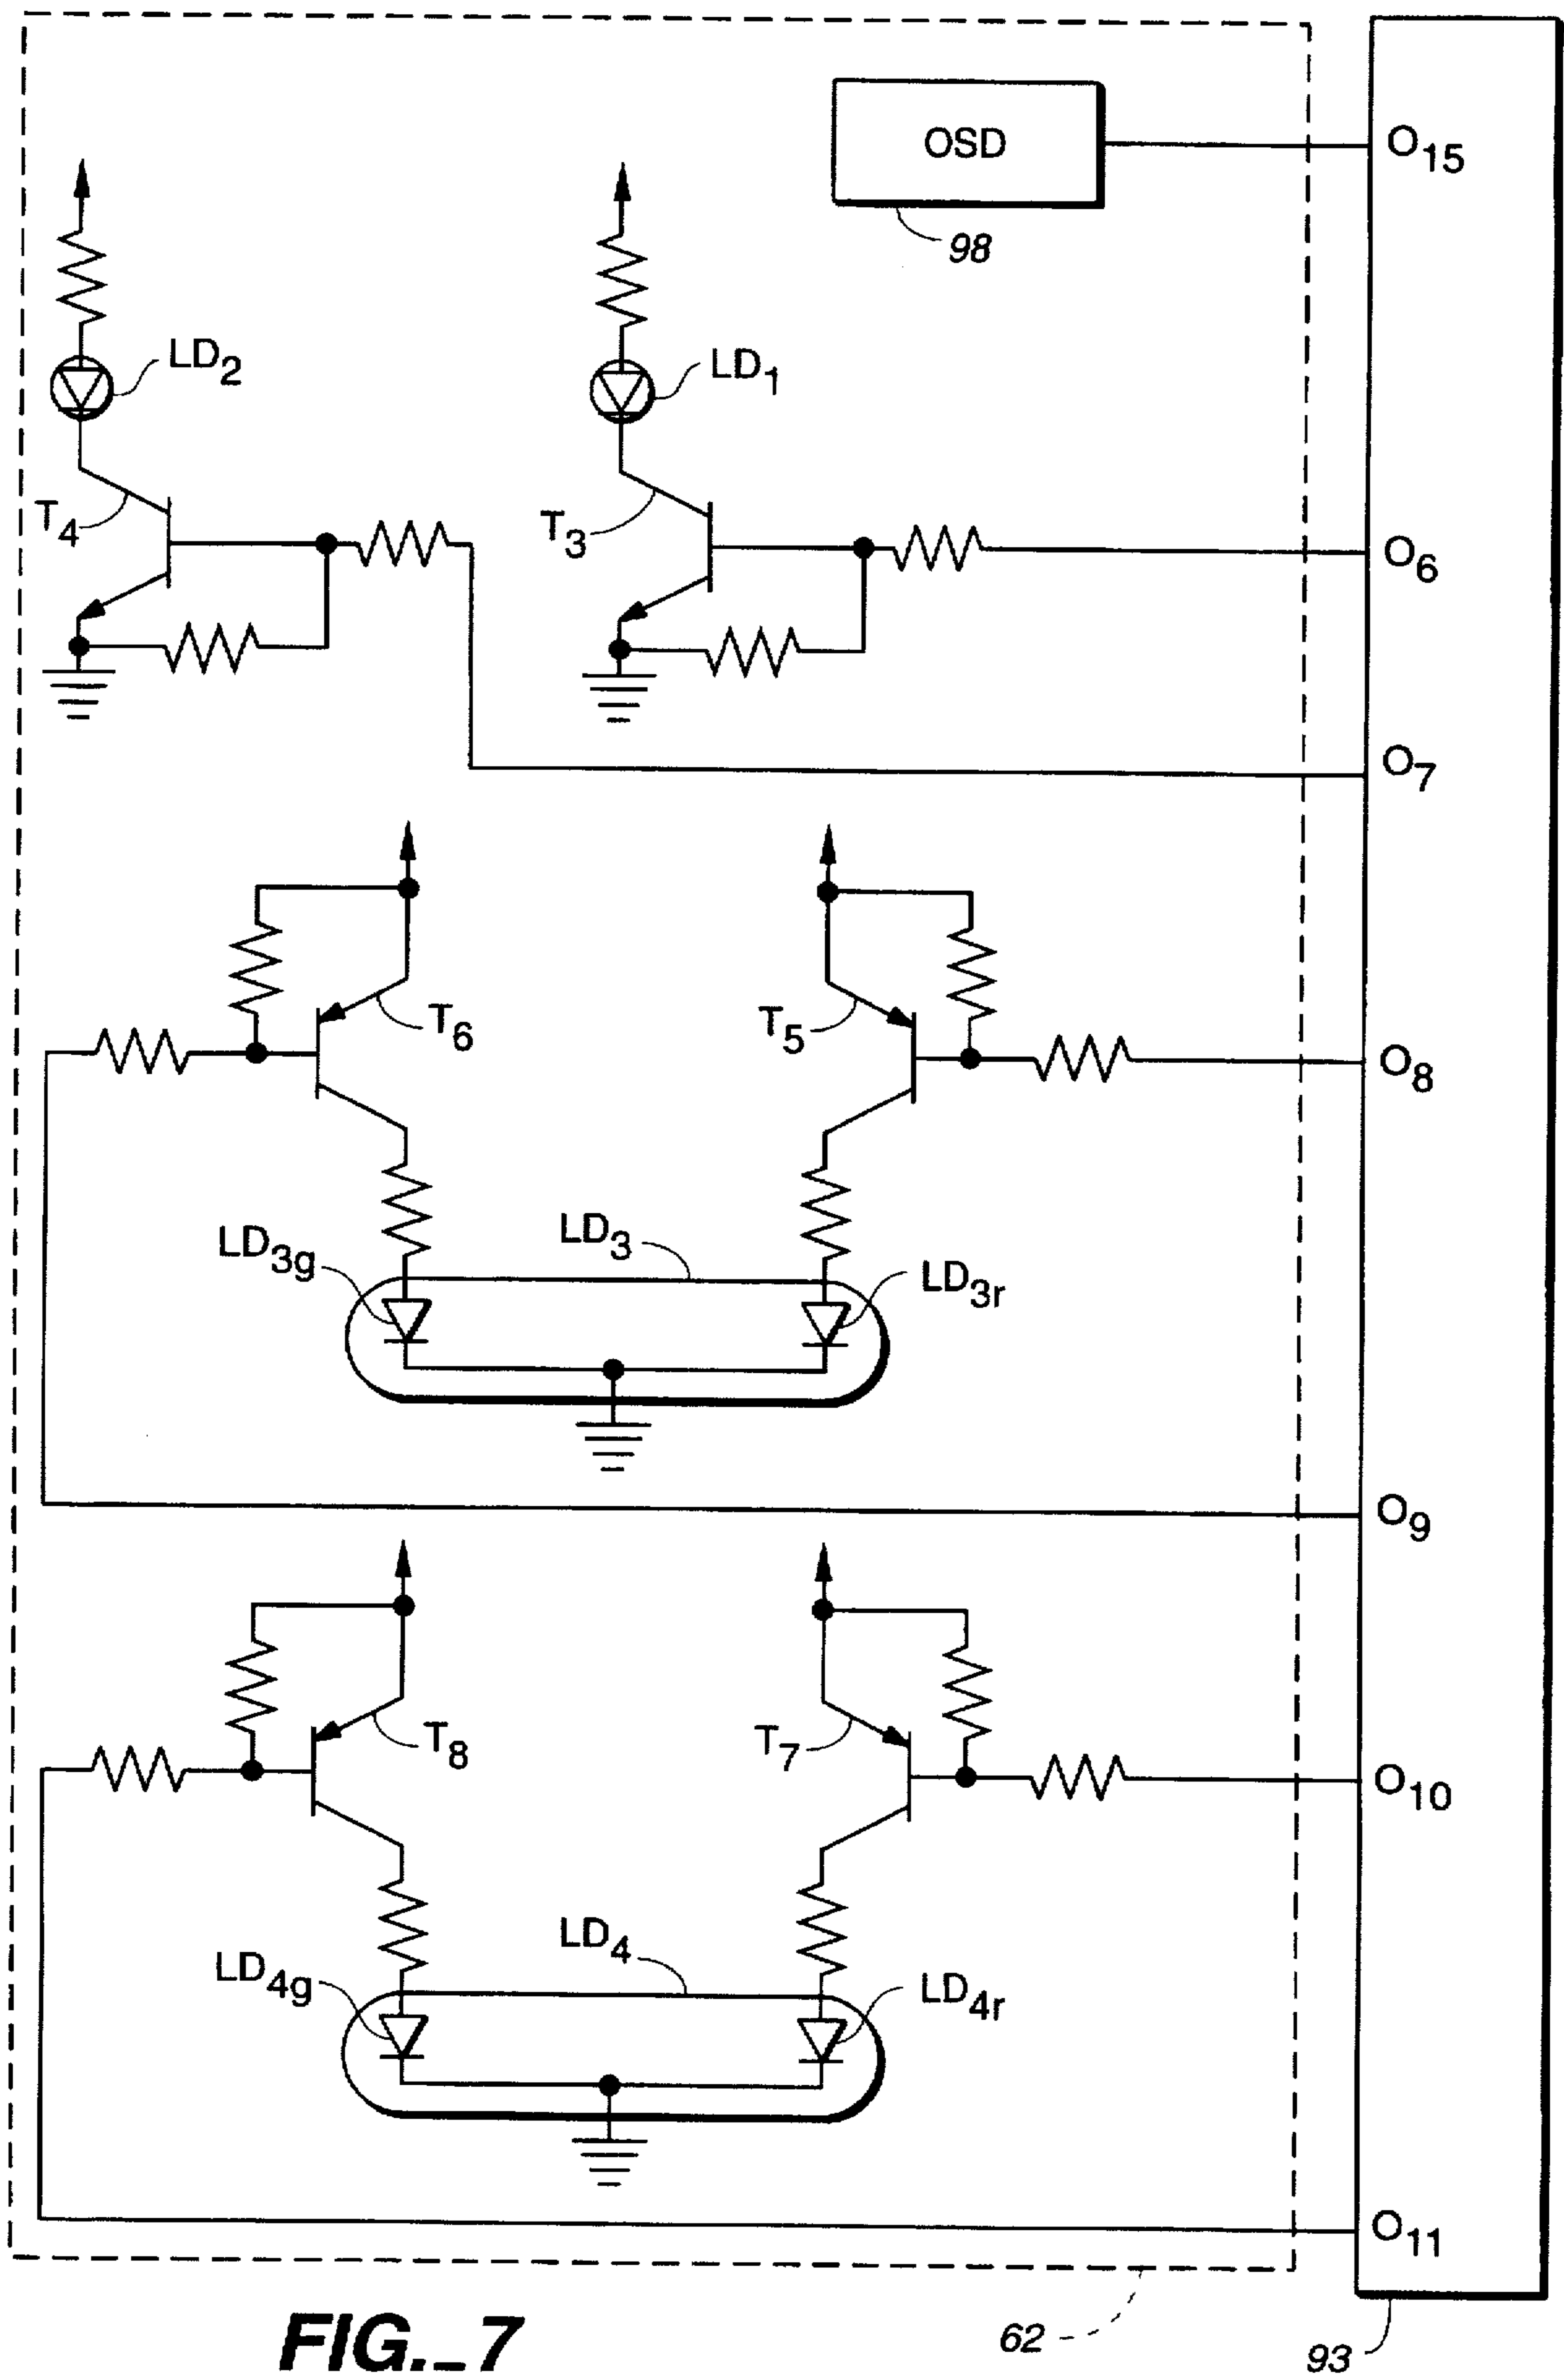 OSD
O15
98
LD2
LD1
T4
T3
O6
O7
T6
T5
O8
LD3g
LD3
LD3r
O9
T8
T7
O10
LD4g
LD4
LD4r
O11
FIG._7
62
93